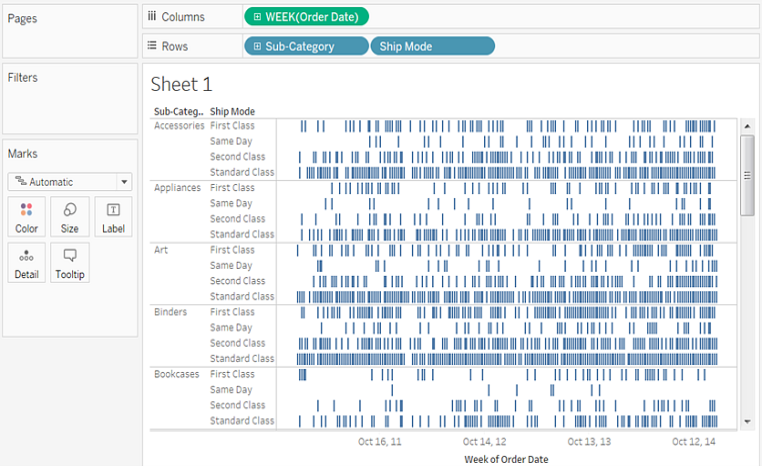 Pages
Columns
WEEK(Order Date)
Rows
Sub-Category
Ship Mode
Filters
Marks
Automatic
Color
Size
Label
Detail
Tooltip
Sheet 1
Sub-Categ.. Ship Mode
Accessories First Class
Same Day
Second Class
Standard Class
Appliances First Class
Same Day
Second Class
Standard Class
Art First Class
Same Day
Second Class
Standard Class
Binders First Class
Same Day
Second Class
Standard Class
Bookcases First Class
Same Day
Second Class
Standard Class
Oct 16, 11 Oct 14, 12 Oct 13, 13 Oct 12, 14
Week of Order Date